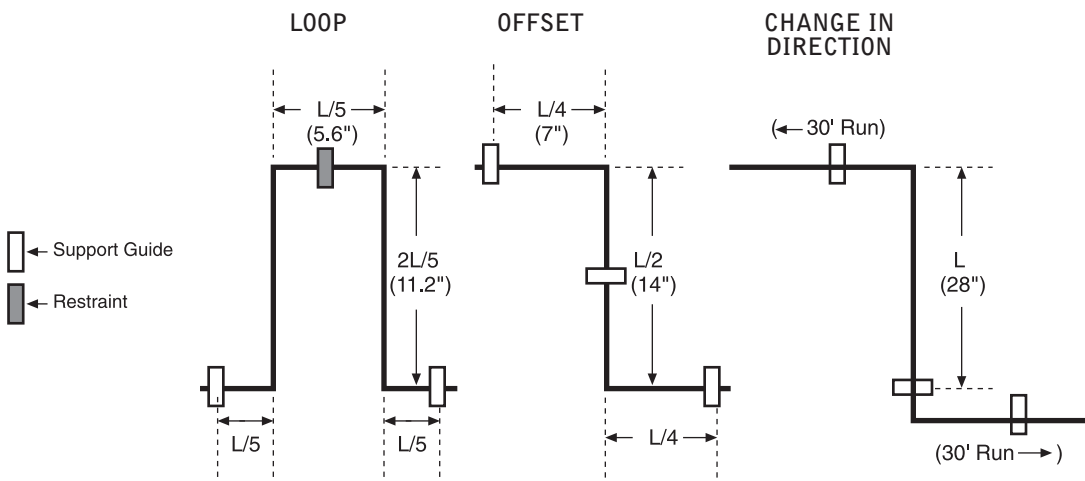 LOOP
OFFSET
CHANGE IN
DIRECTION
L/5
(5.6")
L/4
(7")
(← 30' Run)
Support Guide
Restraint
2L/5
(11.2")
L/2
(14")
L
(28")
L/5
L/5
L/4
(30' Run → )